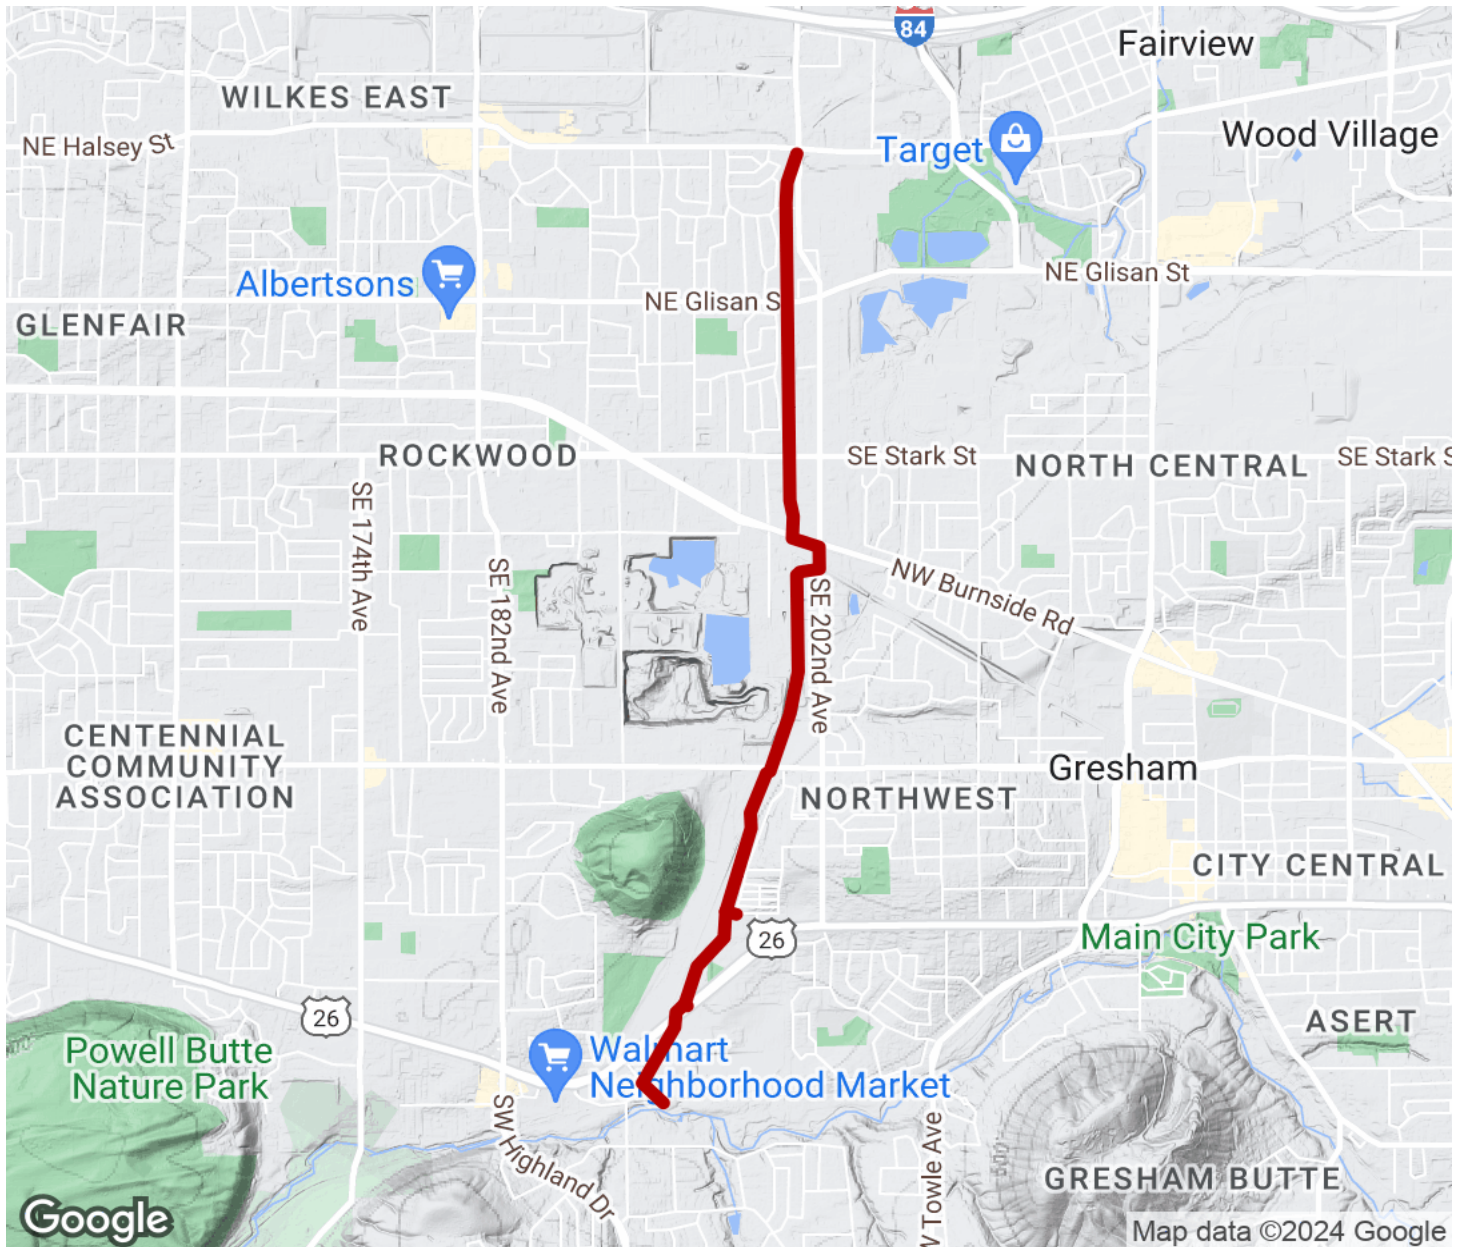 84
Fairview
WILKES EAST
NE Halsey St
Target
Wood Village
Albertsons
NE Glisan S
NE Glisan St
GLENFAIR
ROCKWOOD
SE Stark St
NORTH CENTRAL
SE Stark S
SE 174th Ave
SE 182nd Ave
SE 202nd Ave
NW Burnside Rd
CENTENNIAL
COMMUNITY
ASSOCIATION
Gresham
NORTHWEST
CITY CENTRAL
26
Main City Park
26
ASERT
Powell Butte
Nature Park
Walmart
Neighborhood Market
SW Highland Dr
W Towle Ave
GRESHAM BUTTE
Google
Map data ©2024 Google